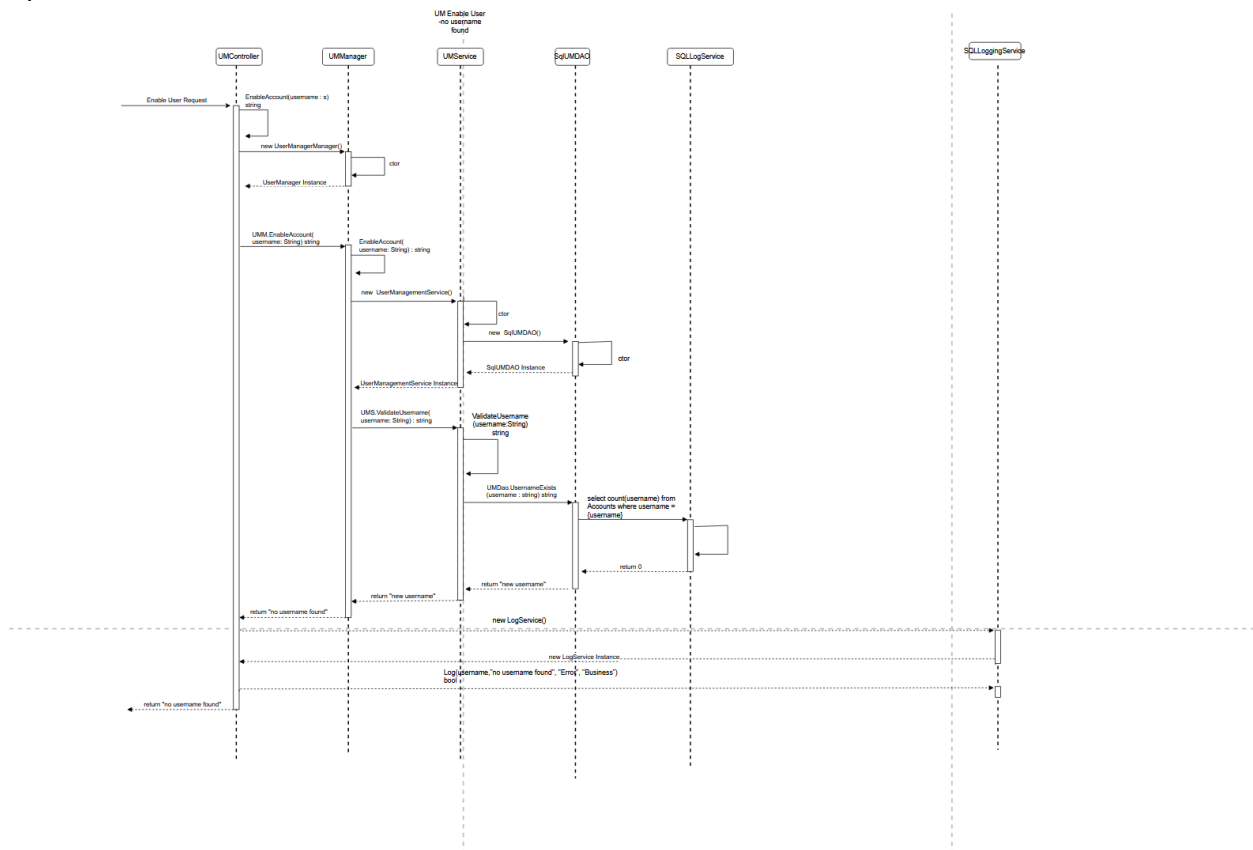 UM Enable User
-no username
found
UMController
UMManager
UMService
SqlUMDAO
SQLLogService
SQLLoggingService
Enable User Request
EnableAccount(username : s)
string
new UserManagerManager()
ctor
UserManager Instance
UMM.EnableAccount(
username: String) string
EnableAccount(
username: String) : string
new UserManagementService()
ctor
new SqlUMDAO()
ctor
SqlUMDAO Instance
UserManagementService Instance
UMS.ValidateUsername(
username: String) : string
ValidateUsername
(username:String)
string
UMDao.UsernameExists
(username : string) string
select count(username) from
Accounts where username =
{username}
return 0
return "new username"
return "new username"
return "no username found"
new LogService()
new LogService Instance
Log(username,"no username found", "Error", "Business")
bool
return "no username found"